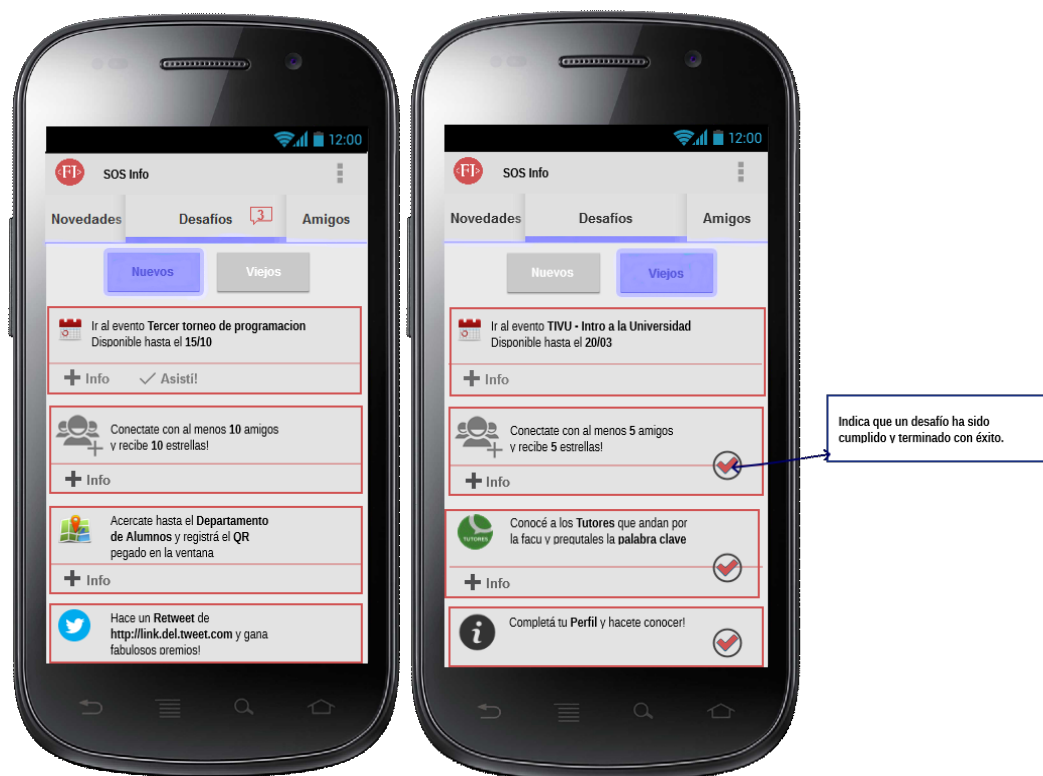 12:00
<FI> SOS Info
Novedades Desafíos 3 Amigos
Nuevos Viejos
Ir al evento Tercer torneo de programacion
Disponible hasta el 15/10
Info Asistí!
Conectate con al menos 10 amigos
y recibe 10 estrellas!
Info
Acercate hasta el Departamento
de Alumnos y registrá el QR
pegado en la ventana
Info
Hace un Retweet de
http://link.del.tweet.com y gana
fabulosos premios!
12:00
<FI> SOS Info
Novedades Desafíos Amigos
Nuevos Viejos
Ir al evento TIVU - Intro a la Universidad
Disponible hasta el 20/03
Info
Conectate con al menos 5 amigos
y recibe 5 estrellas!
Info
TUTORES
Conocé a los Tutores que andan por
la facu y pregutales la palabra clave
Info
i
Completá tu Perfil y hacete conocer!
Indica que un desafío ha sido
cumplido y terminado con éxito.